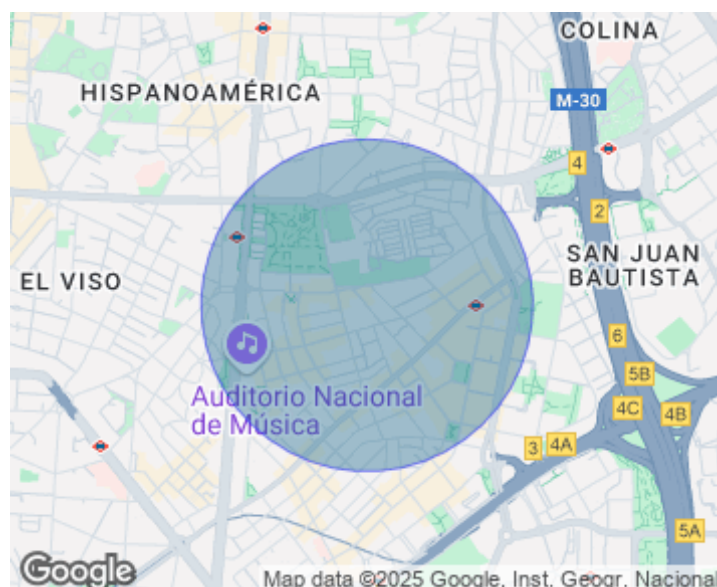 COLINA
HISPANOAMÉRICA
M-30
4
2
SAN JUAN
BAUTISTA
EL VISO
6
Auditorio Nacional
de Música
5B
4C
4B
3
4A
5A
Google
Map data ©2025 Google, Inst. Geogr. Nacional